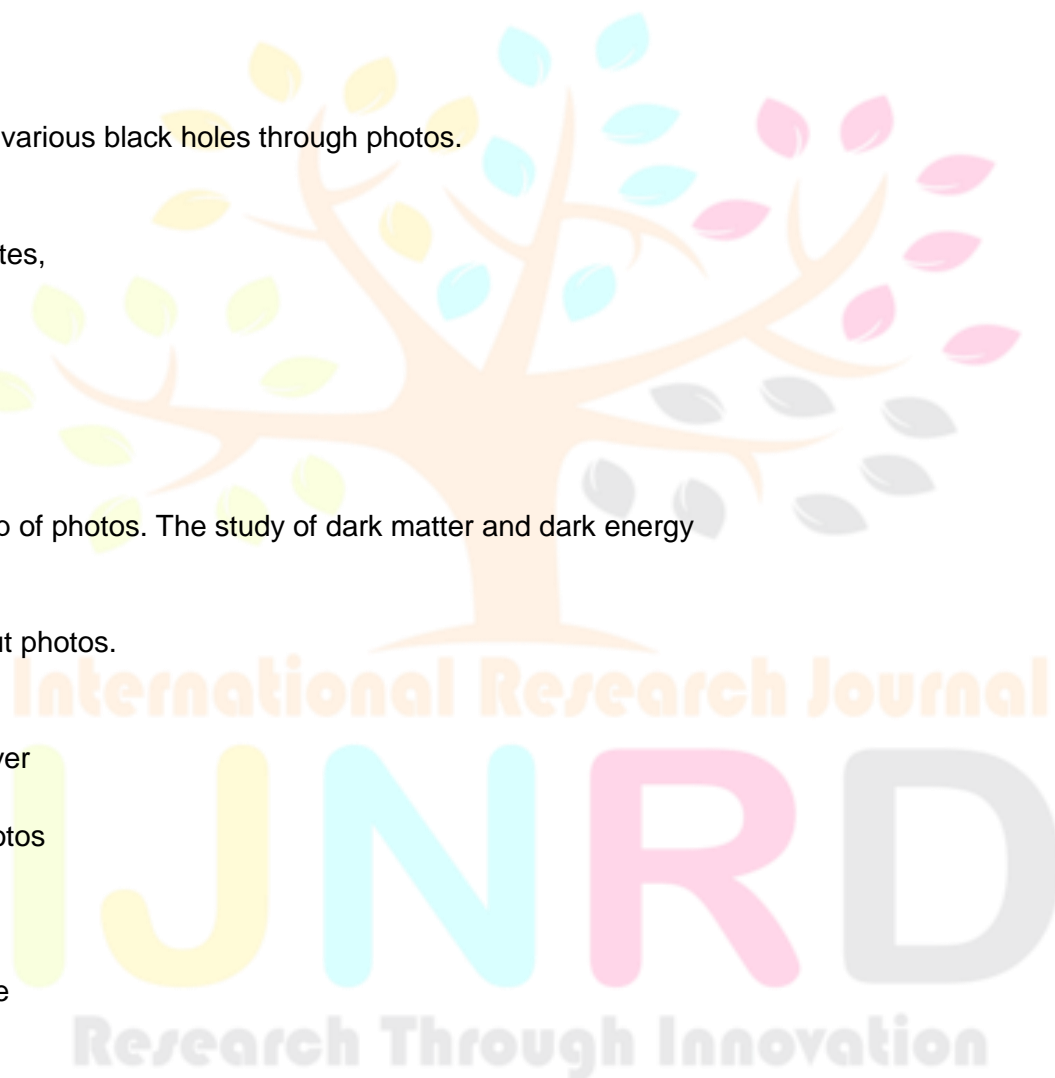 various black holes through photos.
tes,
o of photos. The study of dark matter and dark energy
ut photos.
International Research Journal
ver
otos
IJNRD
e
Research Through Innovation